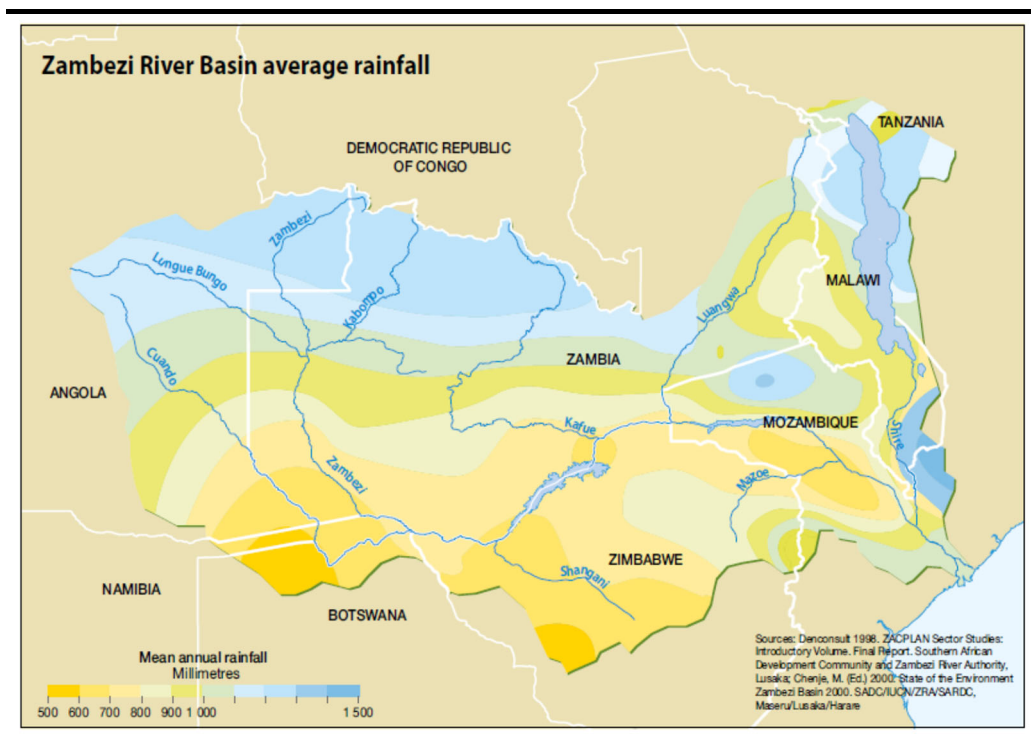 Zambezi River Basin average rainfall
TANZANIA
DEMOCRATIC REPUBLIC
OF CONGO
Zambezi
Lungue Bungo
Kabompo
MALAWI
Luangwa
Cuando
ZAMBIA
ANGOLA
MOZAMBIQUE
Kafue
Shire
Zambezi
Mazoe
ZIMBABWE
Shangani
NAMIBIA
BOTSWANA
Mean annual rainfall
Millimetres
500 600 700 800 900 1 000 1 500
Sources: Denconsult 1998. ZACPLAN Sector Studies:
Introductory Volume. Final Report. Southern African
Development Community and Zambezi River Authority,
Lusaka; Chenje, M. (Ed.) 2000. State of the Environment
Zambezi Basin 2000. SADC/IUCN/ZRA/SARDC,
Maseru/Lusaka/Harare